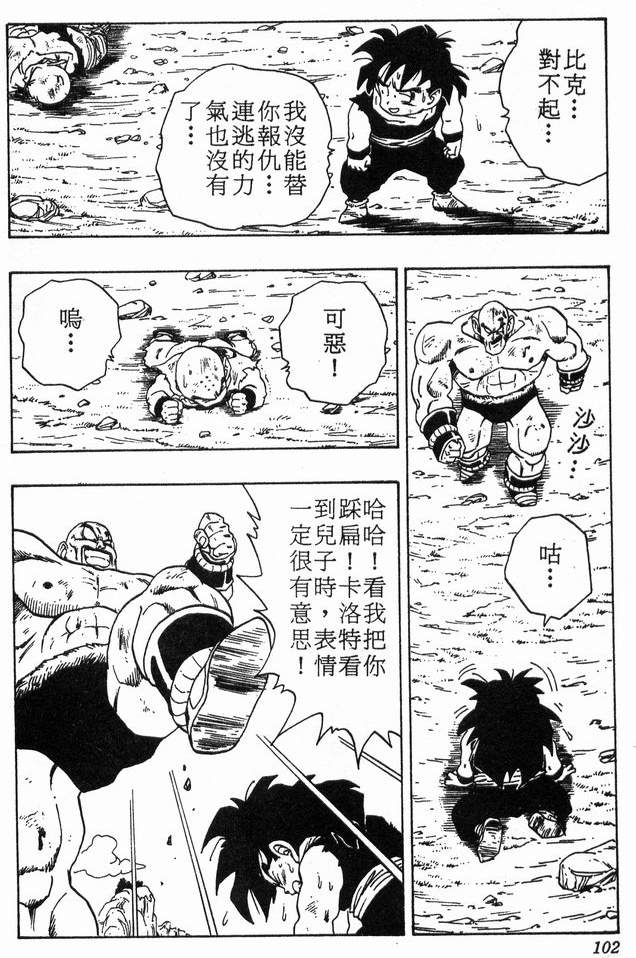 比克⋯
對不起⋯
我沒能替
你報仇⋯
連逃的力
氣也沒有
了⋯
沙沙⋯
咕⋯
可惡！
嗚⋯
哈哈！看我把你
踩扁！卡洛特看
到兒子時，表情
一定很有意思！
102